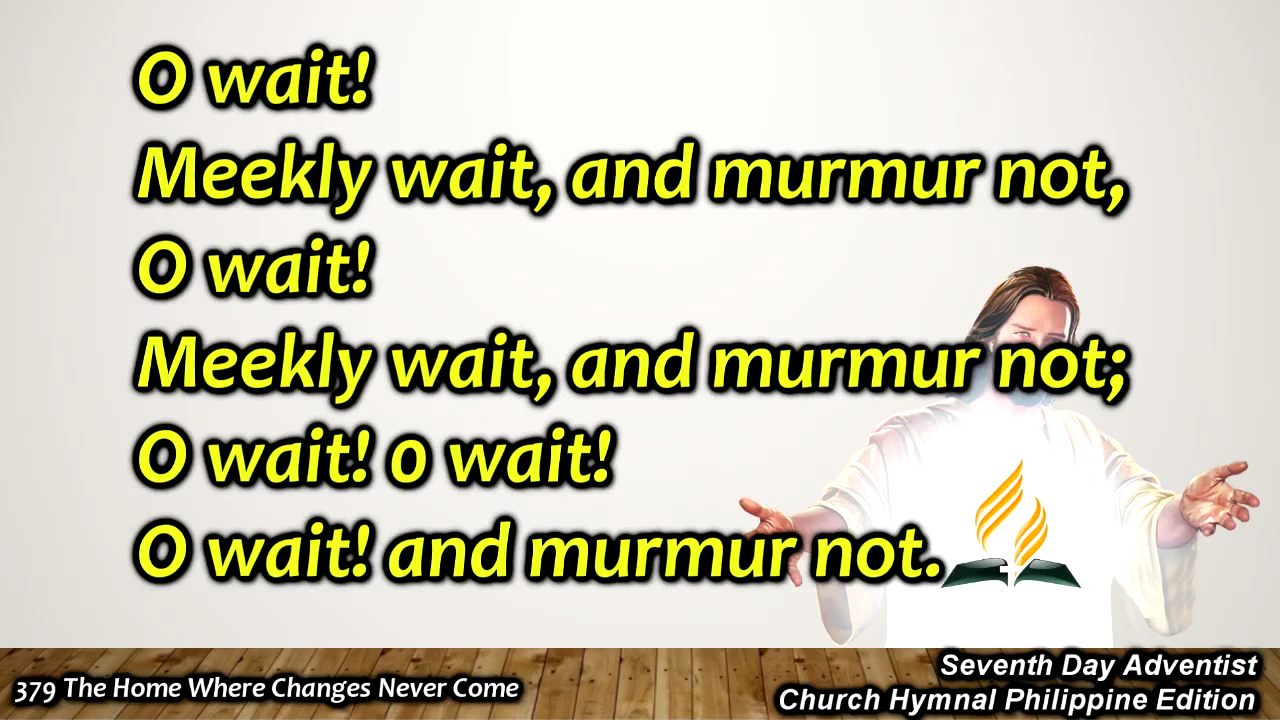 O wait!
Meekly wait, and murmur not,
O wait!
Meekly wait, and murmur not;
O wait! o wait!
O wait! and murmur not.
379 The Home Where Changes Never Come
Seventh Day Adventist
Church Hymnal Philippine Edition